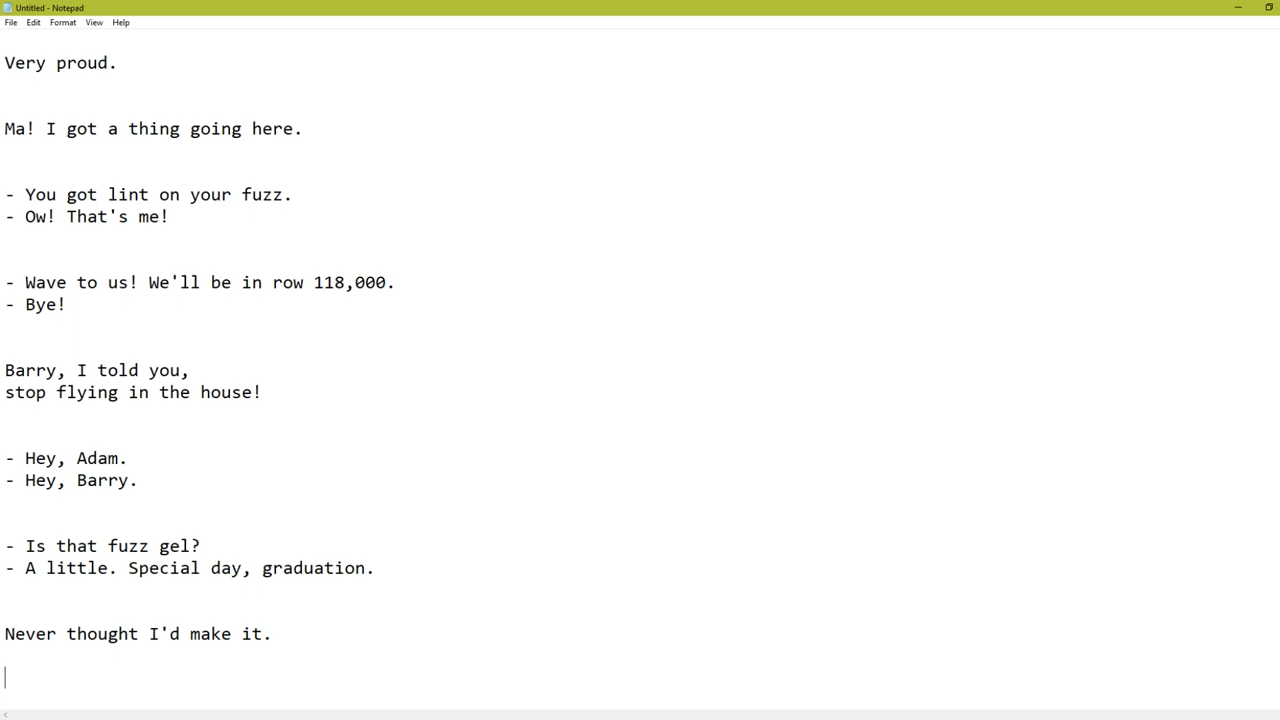 Untitled - Notepad
File Edit Format View Help
Very proud.
Ma! I got a thing going here.
- You got lint on your fuzz.
- Ow! That's me!
- Wave to us! We'll be in row 118,000.
- Bye!
Barry, I told you,
stop flying in the house!
- Hey, Adam.
- Hey, Barry.
- Is that fuzz gel?
- A little. Special day, graduation.
Never thought I'd make it.